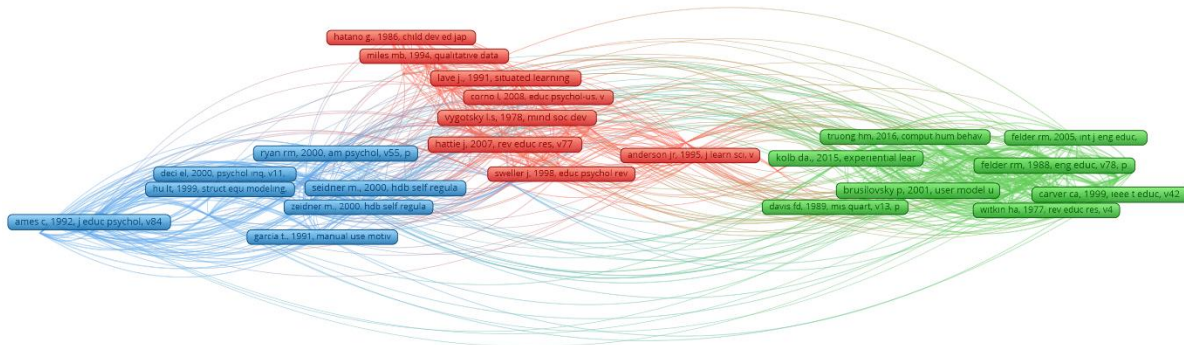 hatano g., 1986, child dev ed jap
miles mb, 1994, qualitative data
lave j., 1991, situated learning
corno l, 2008, educ psychol-us, v
vygotsky l.s, 1978, mind soc dev
hattie j, 2007, rev educ res, v77
anderson jr, 1995, j learn sci, v
sweller j, 1998, educ psychol rev
ryan rm, 2000, am psychol, v55, p
deci el, 2000, psychol inq, v11,
hu lt, 1999, struct equ modeling,
seidner m., 2000, hdb self regula
zeidner m., 2000, hdb self regula
ames c, 1992, j educ psychol, v84
garcia t., 1991, manual use motiv
truong hm, 2016, comput hum behav
felder rm, 2005, int j eng educ,
kolb da., 2015, experiential lear
felder rm, 1988, eng educ, v78, p
brusilovsky p, 2001, user model u
carver ca, 1999, ieee t educ, v42
davis fd, 1989, mis quart, v13, p
witkin ha, 1977, rev educ res, v4